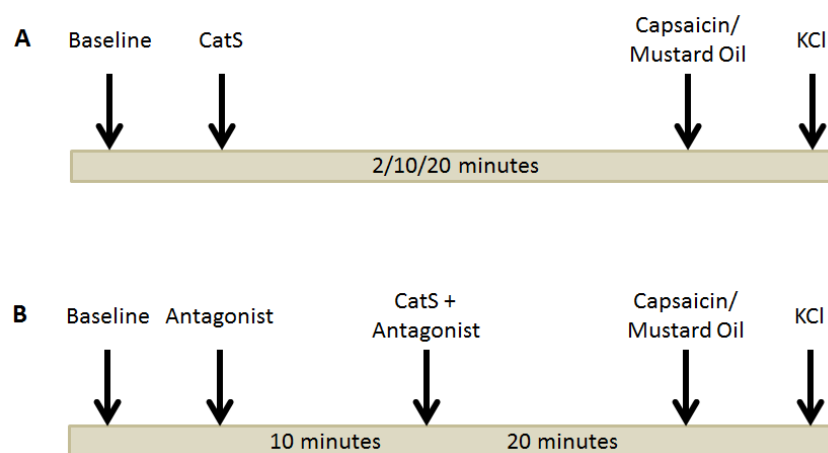 A
Baseline
CatS
Capsaicin/
Mustard Oil
KCl
2/10/20 minutes
B
Baseline
Antagonist
CatS +
Antagonist
Capsaicin/
Mustard Oil
KCl
10 minutes
20 minutes